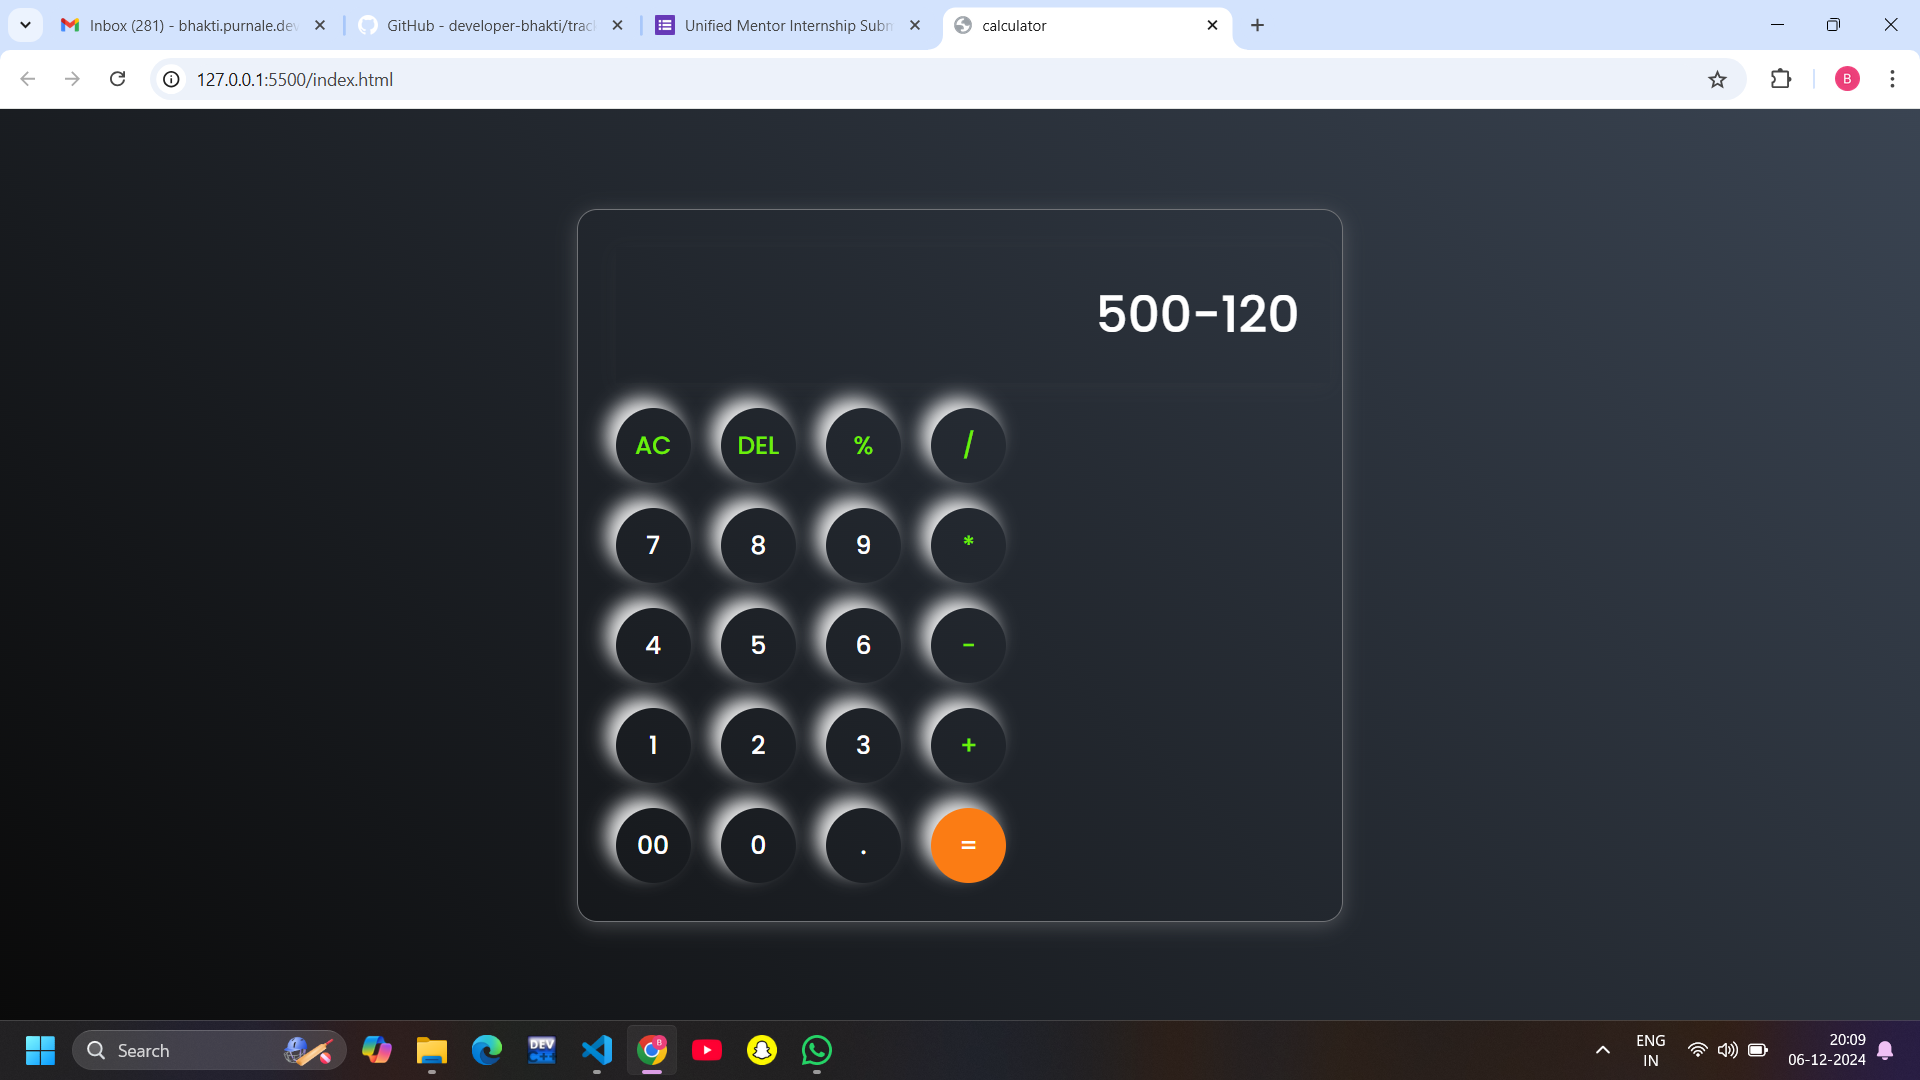 Inbox (281) - bhakti.purnale.dev
GitHub - developer-bhakti/trac
Unified Mentor Internship Subm
calculator
127.0.0.1:5500/index.html
B
500-120
AC DEL % /
7 8 9 *
4 5 6 -
1 2 3 +
00 0 . =
Search
DEV
C++
B
ENG
IN
20:09
06-12-2024